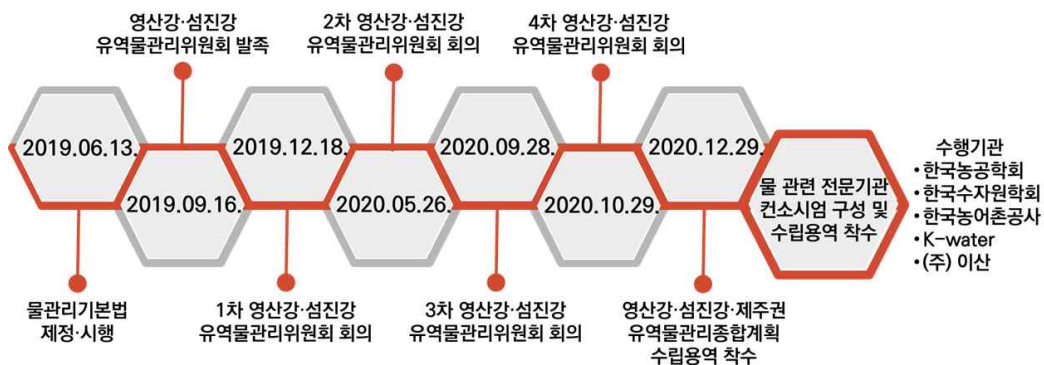 영산강·섬진강
유역물관리위원회 발족
2차 영산강·섬진강
유역물관리위원회 회의
4차 영산강·섬진강
유역물관리위원회 회의
2019.06.13.
2019.09.16.
2019.12.18.
2020.05.26.
2020.09.28.
2020.10.29.
2020.12.29.
물 관련 전문기관
컨소시엄 구성 및
수립용역 착수
수행기관
•한국농공학회
•한국수자원학회
•한국농어촌공사
•K-water
•(주) 이산
물관리기본법
제정·시행
1차 영산강·섬진강
유역물관리위원회 회의
3차 영산강·섬진강
유역물관리위원회 회의
영산강·섬진강·제주권
유역물관리종합계획
수립용역 착수